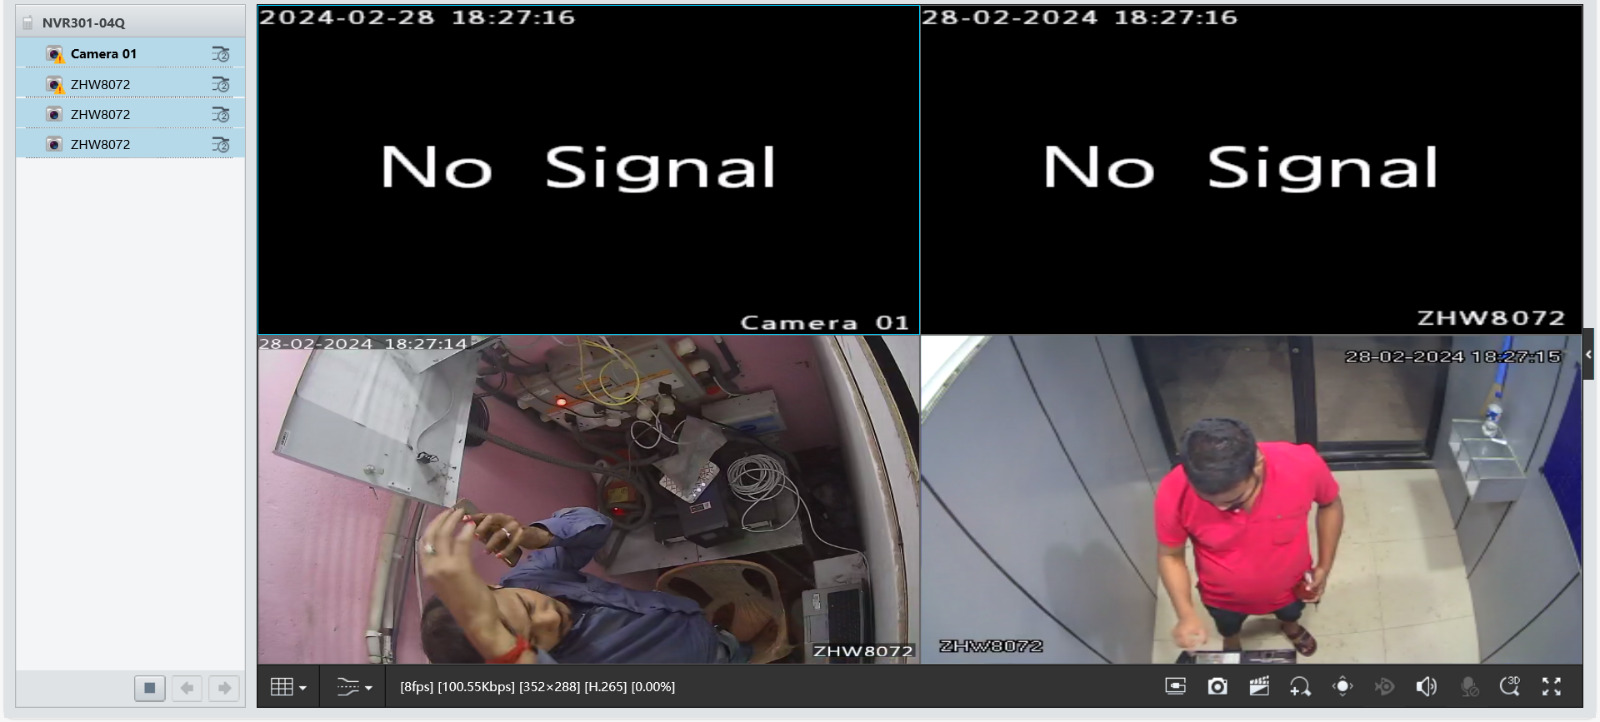 NVR301-04Q
Camera 01
ZHW8072
ZHW8072
ZHW8072
2024-02-28 18:27:16
No Signal
Camera 01
28-02-2024 18:27:16
No Signal
ZHW8072
28-02-2024 18:27:14
ZHW8072
28-02-2024 18:27:15
ZHW8072
[8fps] [100.55Kbps] [352×288] [H.265] [0.00%]
3D